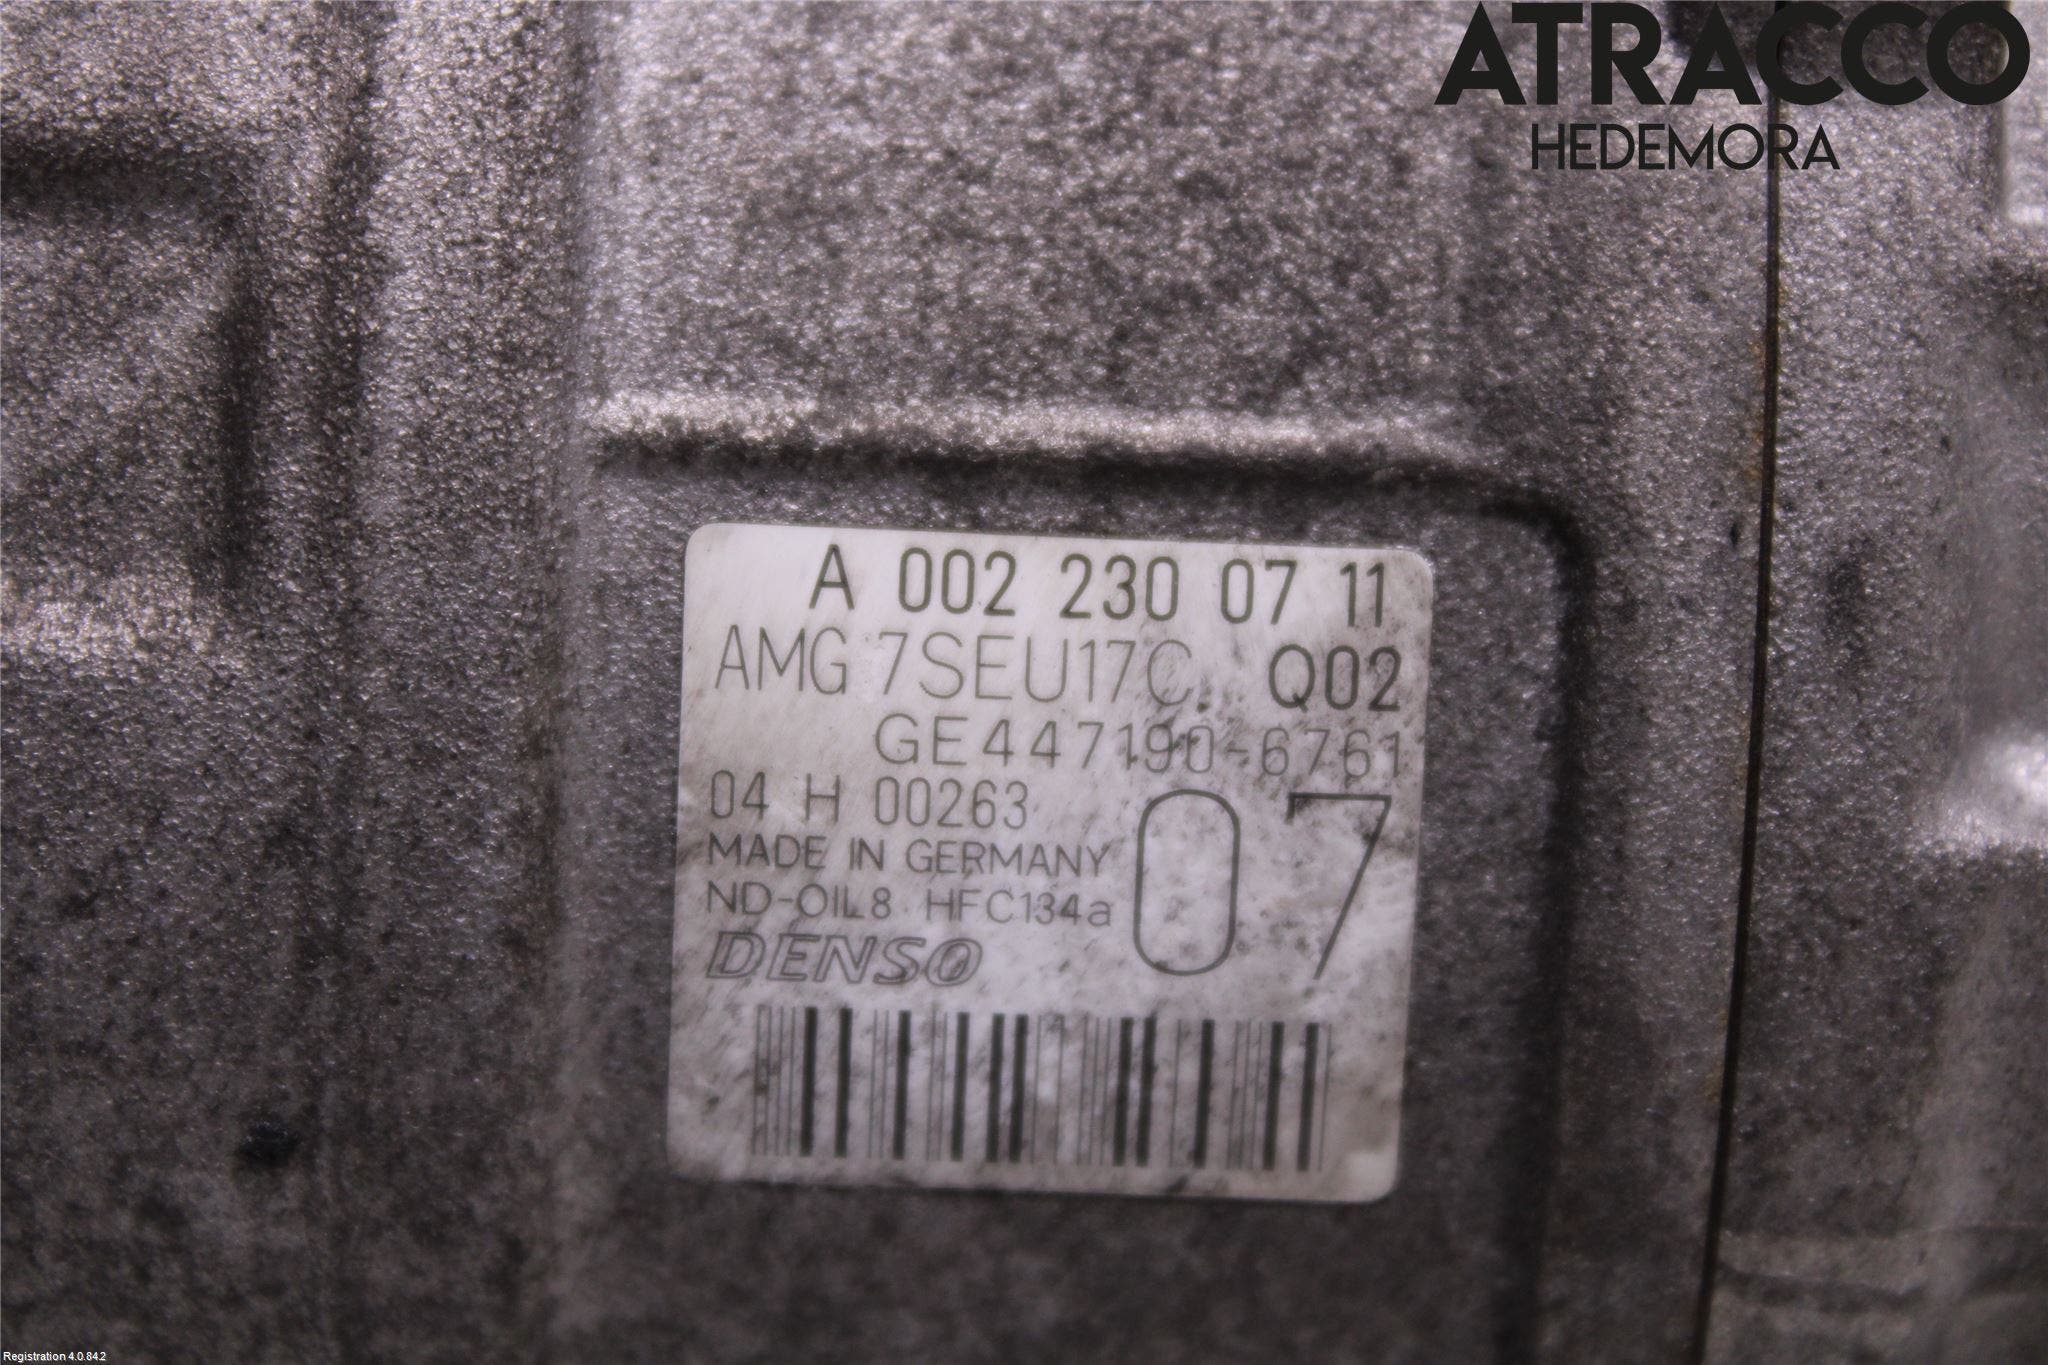 ATRACCO
HEDEMORA
A 002 230 07 11
AMG 7SEU17C Q02
GE447190-6761
04 H 00263
07
MADE IN GERMANY
ND-OIL8 HFC134a
DENSO
Registration 4.0.84.2